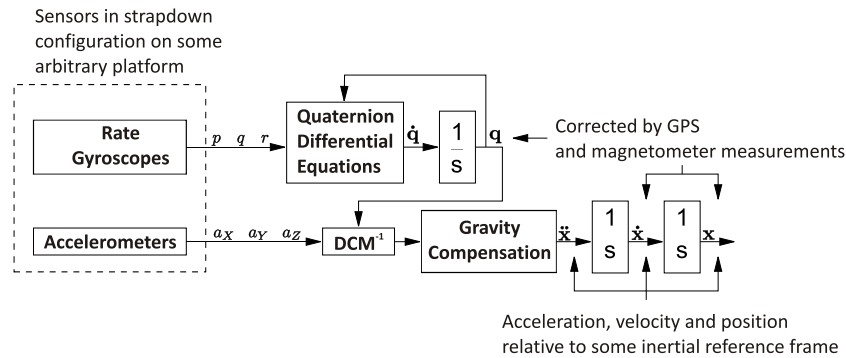 Sensors in strapdown
configuration on some
arbitrary platform
Rate
Gyroscopes
p q r
Quaternion
Differential
Equations
q̇
1
s
q
Corrected by GPS
and magnetometer measurements
Accelerometers
a_X a_Y a_Z
DCM⁻¹
Gravity
Compensation
ẍ
1
s
ẋ
1
s
x
Acceleration, velocity and position
relative to some inertial reference frame